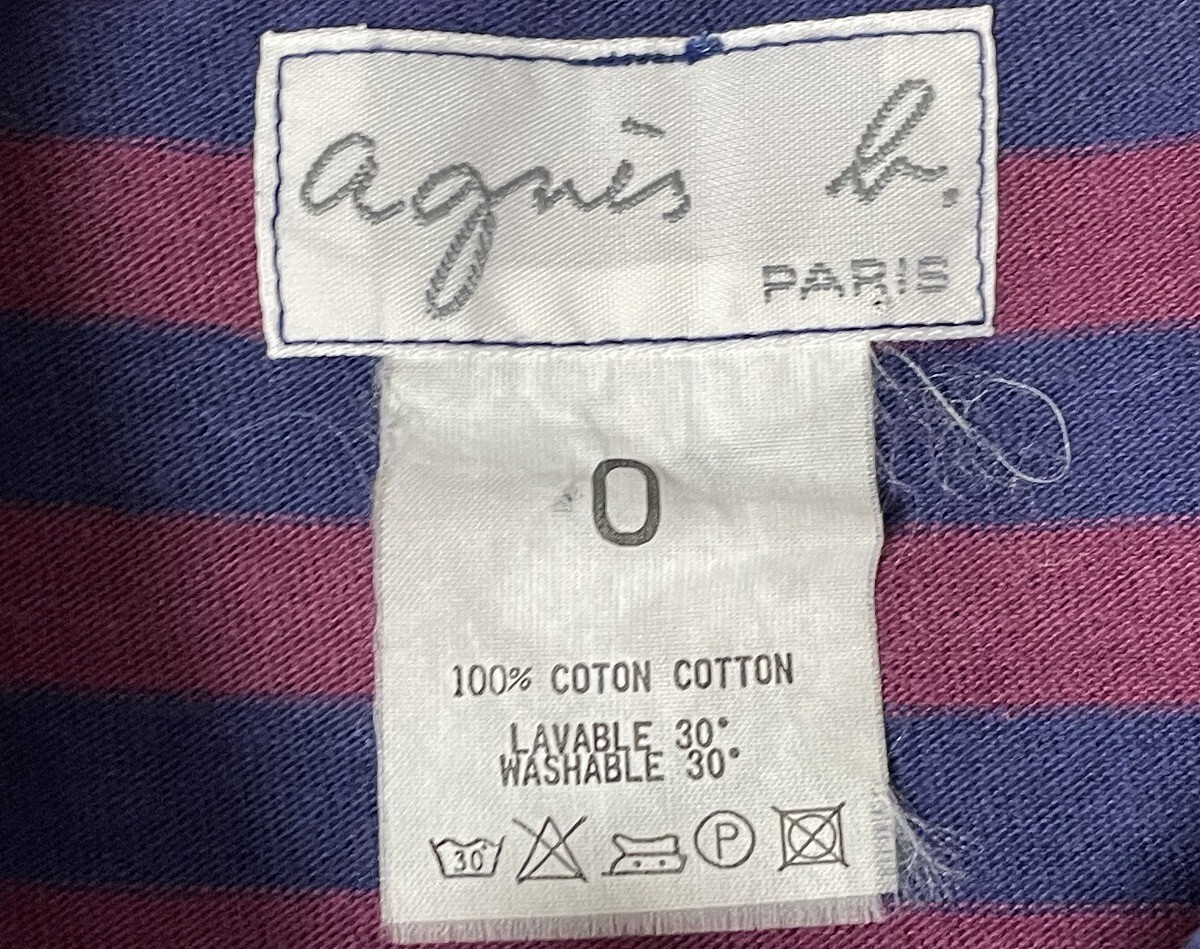 agnès b.
PARIS
0
100% COTON COTTON
LAVABLE 30°
WASHABLE 30°
30° P